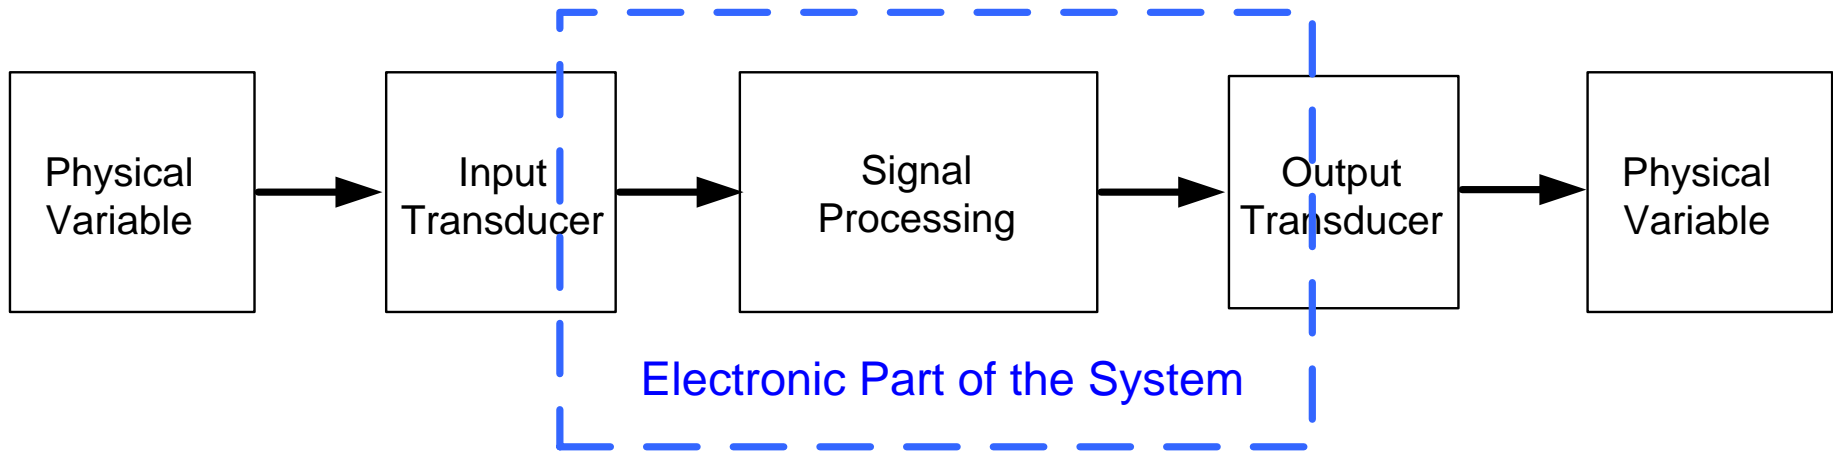 Physical
Variable
Input
Transducer
Signal
Processing
Output
Transducer
Physical
Variable
Electronic Part of the System